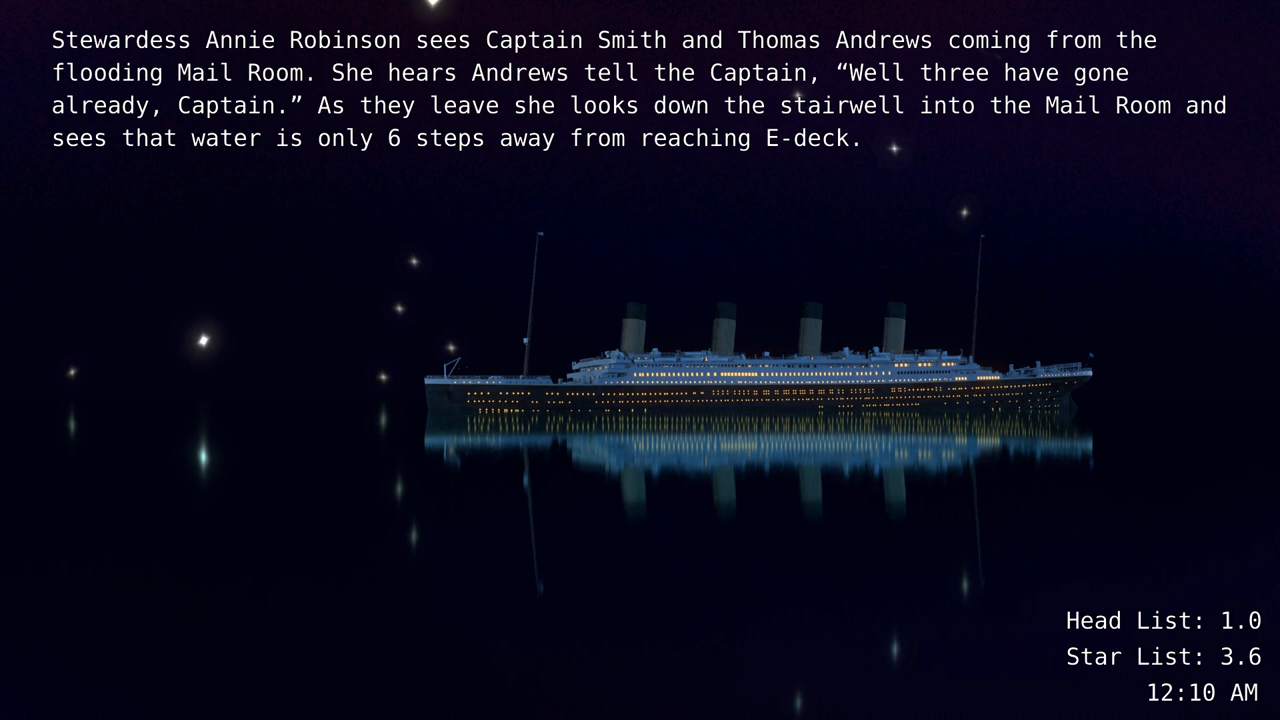 Stewardess Annie Robinson sees Captain Smith and Thomas Andrews coming from the
flooding Mail Room. She hears Andrews tell the Captain, “Well three have gone
already, Captain.” As they leave she looks down the stairwell into the Mail Room and
sees that water is only 6 steps away from reaching E-deck.
Head List: 1.0
Star List: 3.6
12:10 AM